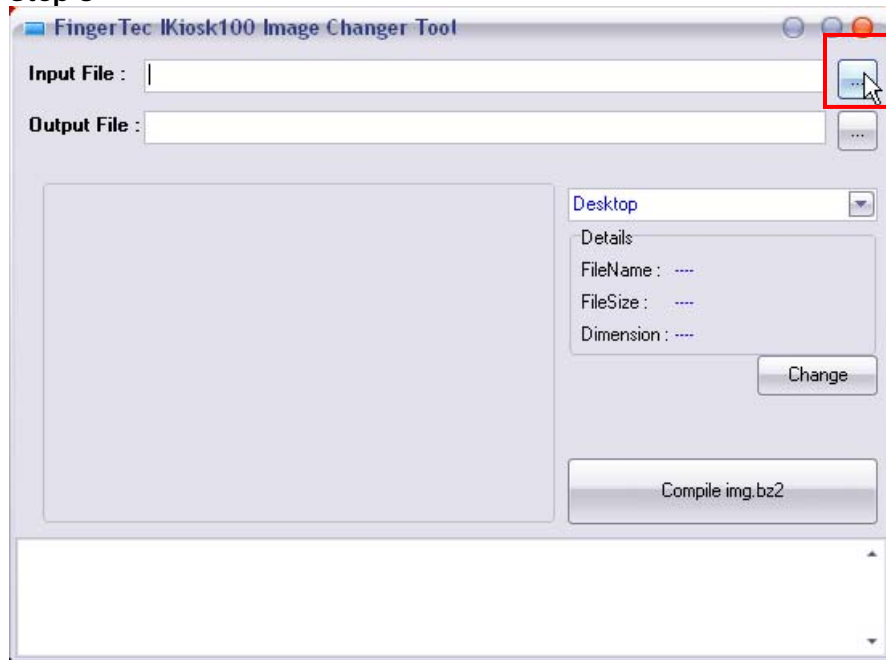 FingerTec IKiosk100 Image Changer Tool
Input File :
...
Output File :
...
Desktop
Details
FileName : ----
FileSize : ----
Dimension : ----
Change
Compile img.bz2